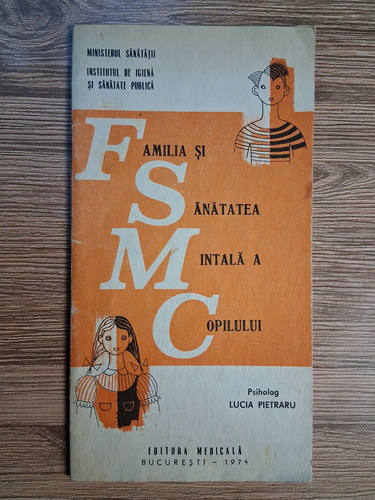 MINISTERUL SĂNĂTĂȚII
INSTITUTUL DE IGIENĂ
ȘI SĂNĂTATE PUBLICĂ
FAMILIA ȘI
SĂNĂTATEA
MINTALĂ A
COPILULUI
Psiholog
LUCIA PIETRARU
EDITURA MEDICALĂ
BUCUREȘTI – 1974